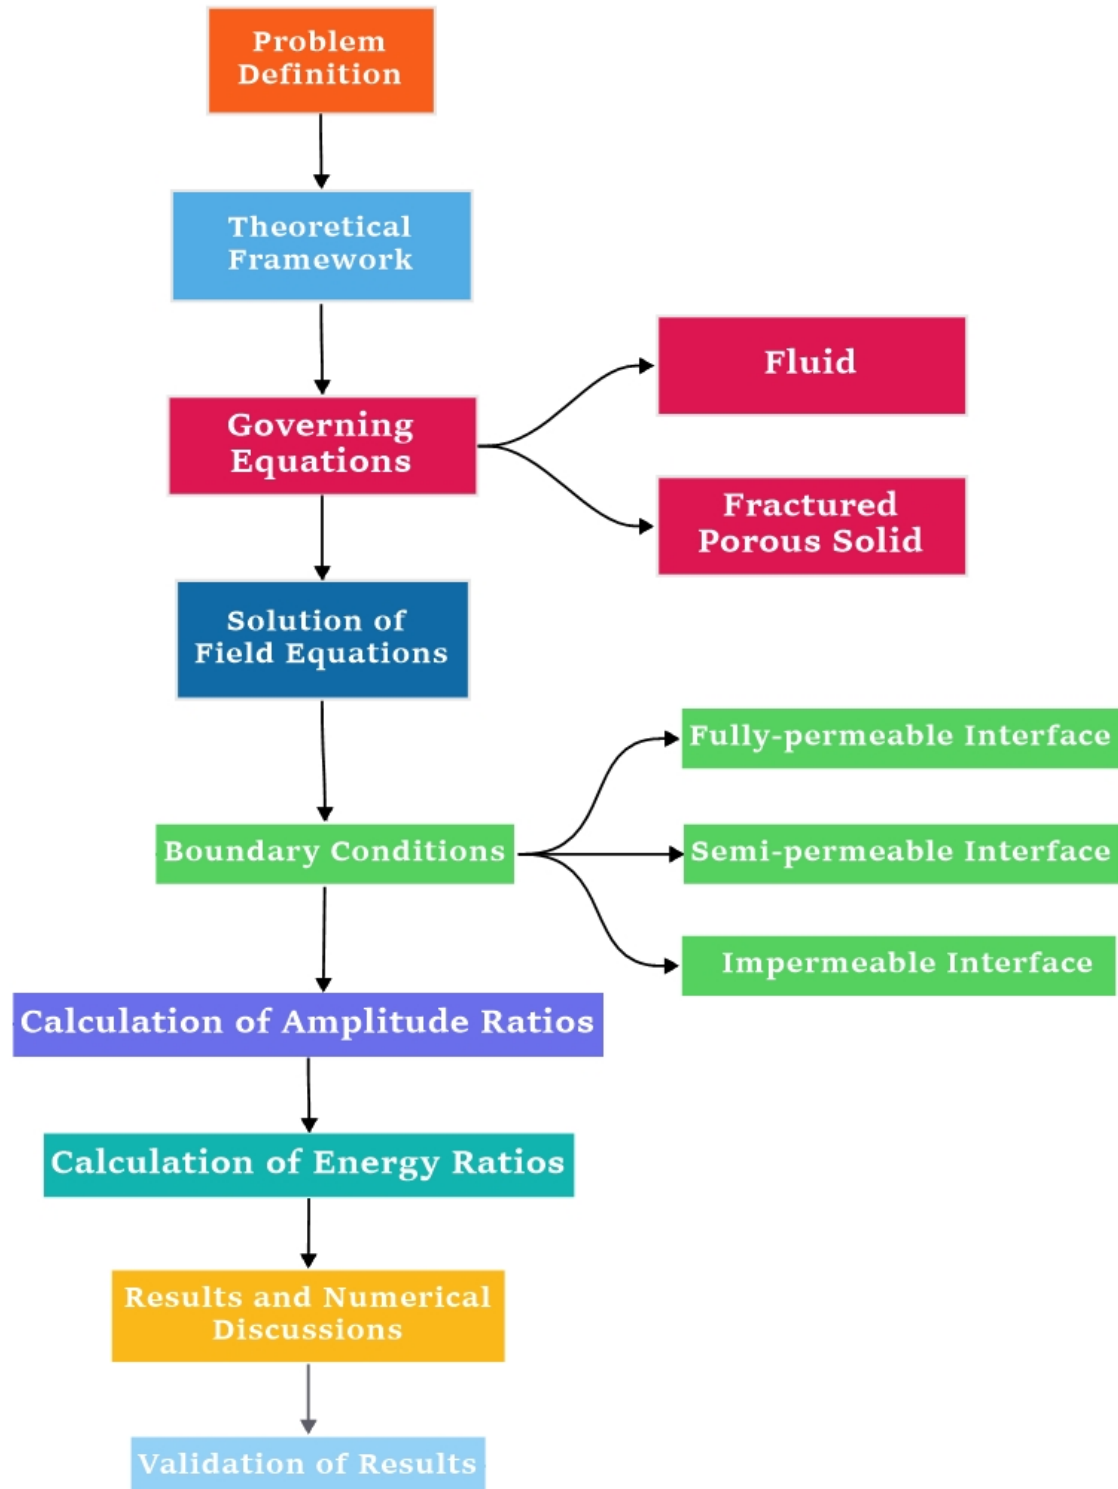 Problem
Definition
Theoretical
Framework
Governing
Equations
Fluid
Fractured
Porous Solid
Solution of
Field Equations
Boundary Conditions
Fully-permeable Interface
Semi-permeable Interface
Impermeable Interface
Calculation of Amplitude Ratios
Calculation of Energy Ratios
Results and Numerical
Discussions
Validation of Results